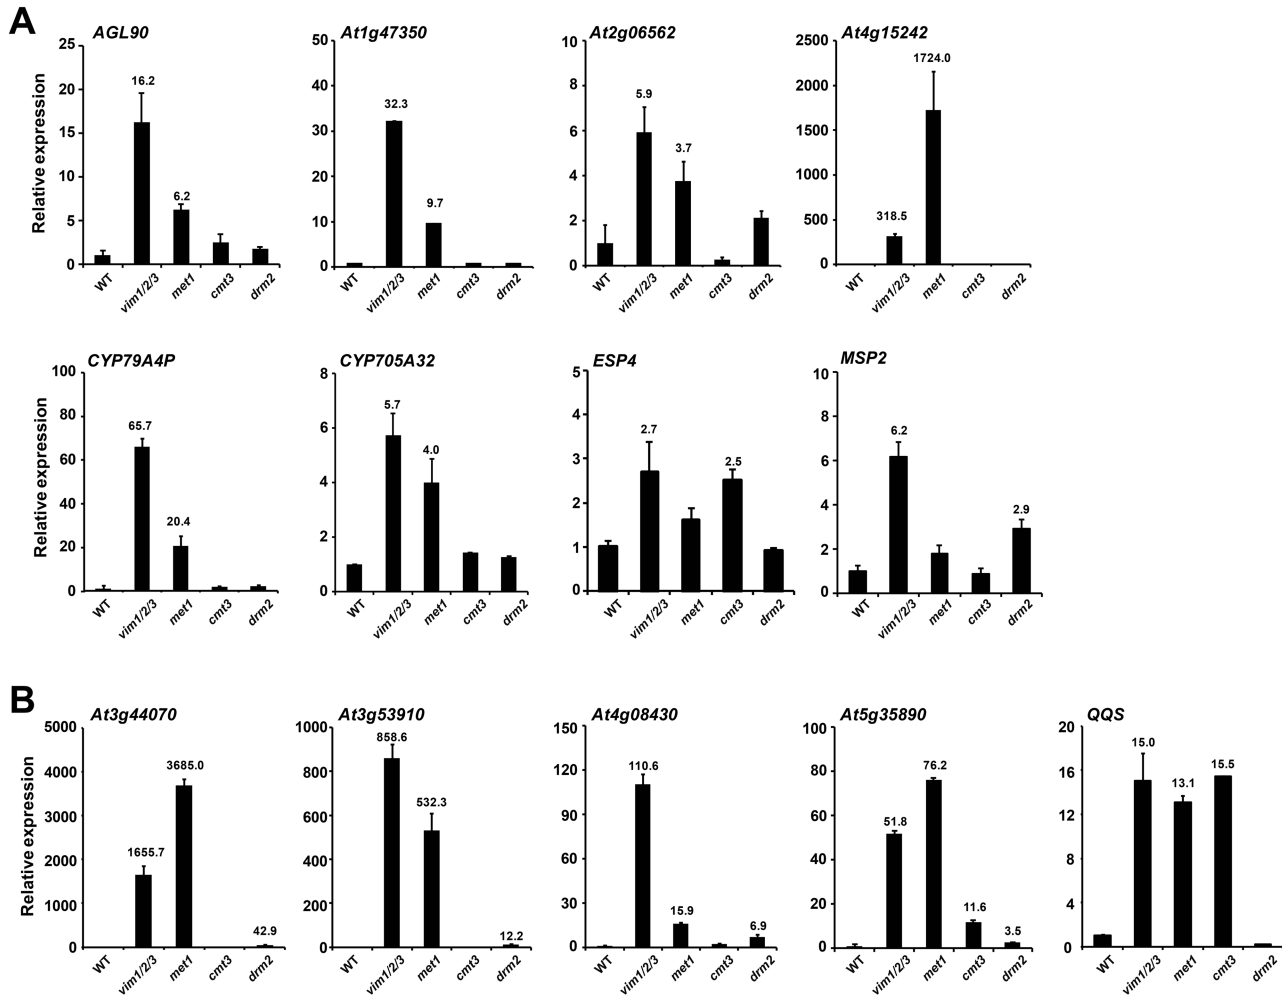 A
AGL90
At1g47350
At2g06562
At4g15242
Relative expression
25
20
15
10
5
0
16.2
6.2
WT
vim1/2/3
met1
cmt3
drm2
50
40
30
20
10
0
32.3
9.7
WT
vim1/2/3
met1
cmt3
drm2
10
8
6
4
2
0
5.9
3.7
WT
vim1/2/3
met1
cmt3
drm2
2500
2000
1500
1000
500
0
318.5
1724.0
WT
vim1/2/3
met1
cmt3
drm2
CYP79A4P
CYP705A32
ESP4
MSP2
Relative expression
100
80
60
40
20
0
65.7
20.4
WT
vim1/2/3
met1
cmt3
drm2
8
6
4
2
0
5.7
4.0
WT
vim1/2/3
met1
cmt3
drm2
5
4
3
2
1
0
2.7
2.5
WT
vim1/2/3
met1
cmt3
drm2
10
8
6
4
2
0
6.2
2.9
WT
vim1/2/3
met1
cmt3
drm2
B
At3g44070
At3g53910
At4g08430
At5g35890
QQS
Relative expression
5000
4000
3000
2000
1000
0
1655.7
3685.0
42.9
WT
vim1/2/3
met1
cmt3
drm2
1000
800
600
400
200
0
858.6
532.3
12.2
WT
vim1/2/3
met1
cmt3
drm2
150
120
90
60
30
0
110.6
15.9
6.9
WT
vim1/2/3
met1
cmt3
drm2
100
80
60
40
20
0
51.8
76.2
11.6
3.5
WT
vim1/2/3
met1
cmt3
drm2
20
16
12
8
4
0
15.0
13.1
15.5
WT
vim1/2/3
met1
cmt3
drm2